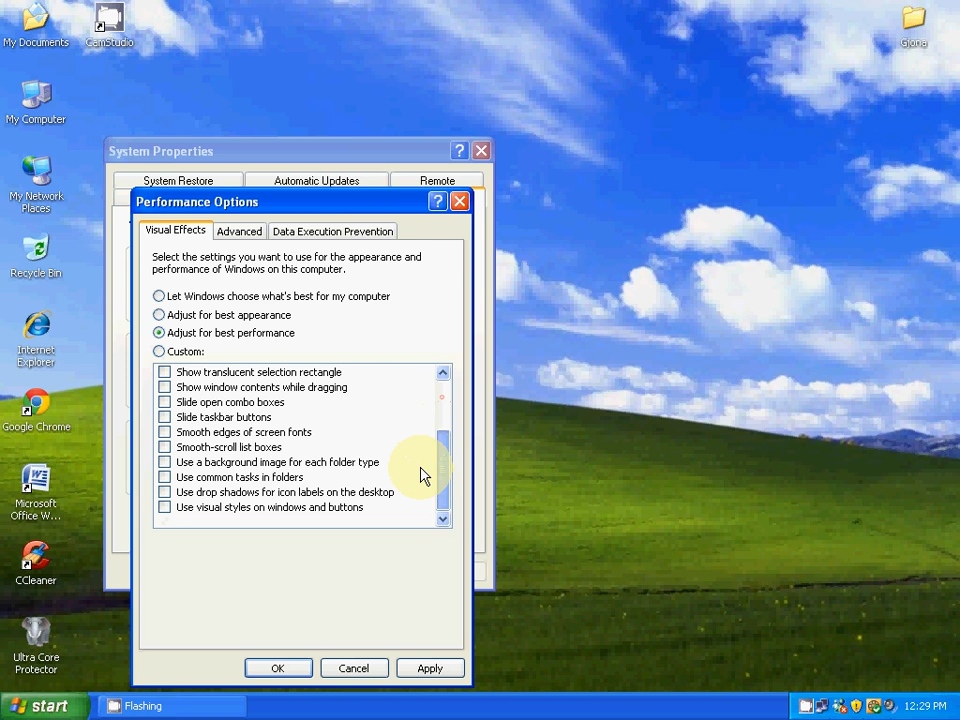 My Documents
CamStudio
Gjona
My Computer
My Network
Places
Recycle Bin
Internet
Explorer
Google Chrome
Microsoft
Office W...
CCleaner
Ultra Core
Protector
System Properties
System Restore
Automatic Updates
Remote
Performance Options
Visual Effects
Advanced
Data Execution Prevention
Select the settings you want to use for the appearance and
performance of Windows on this computer.
Let Windows choose what's best for my computer
Adjust for best appearance
Adjust for best performance
Custom:
Show translucent selection rectangle
Show window contents while dragging
Slide open combo boxes
Slide taskbar buttons
Smooth edges of screen fonts
Smooth-scroll list boxes
Use a background image for each folder type
Use common tasks in folders
Use drop shadows for icon labels on the desktop
Use visual styles on windows and buttons
OK
Cancel
Apply
start
Flashing
12:29 PM